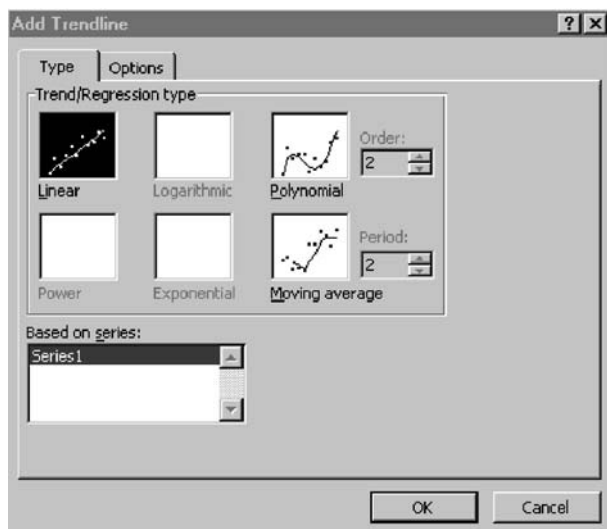 Add Trendline
Type
Options
Trend/Regression type
Linear
Logarithmic
Polynomial
Order:
2
Power
Exponential
Moving average
Period:
2
Based on series:
Series1
OK
Cancel